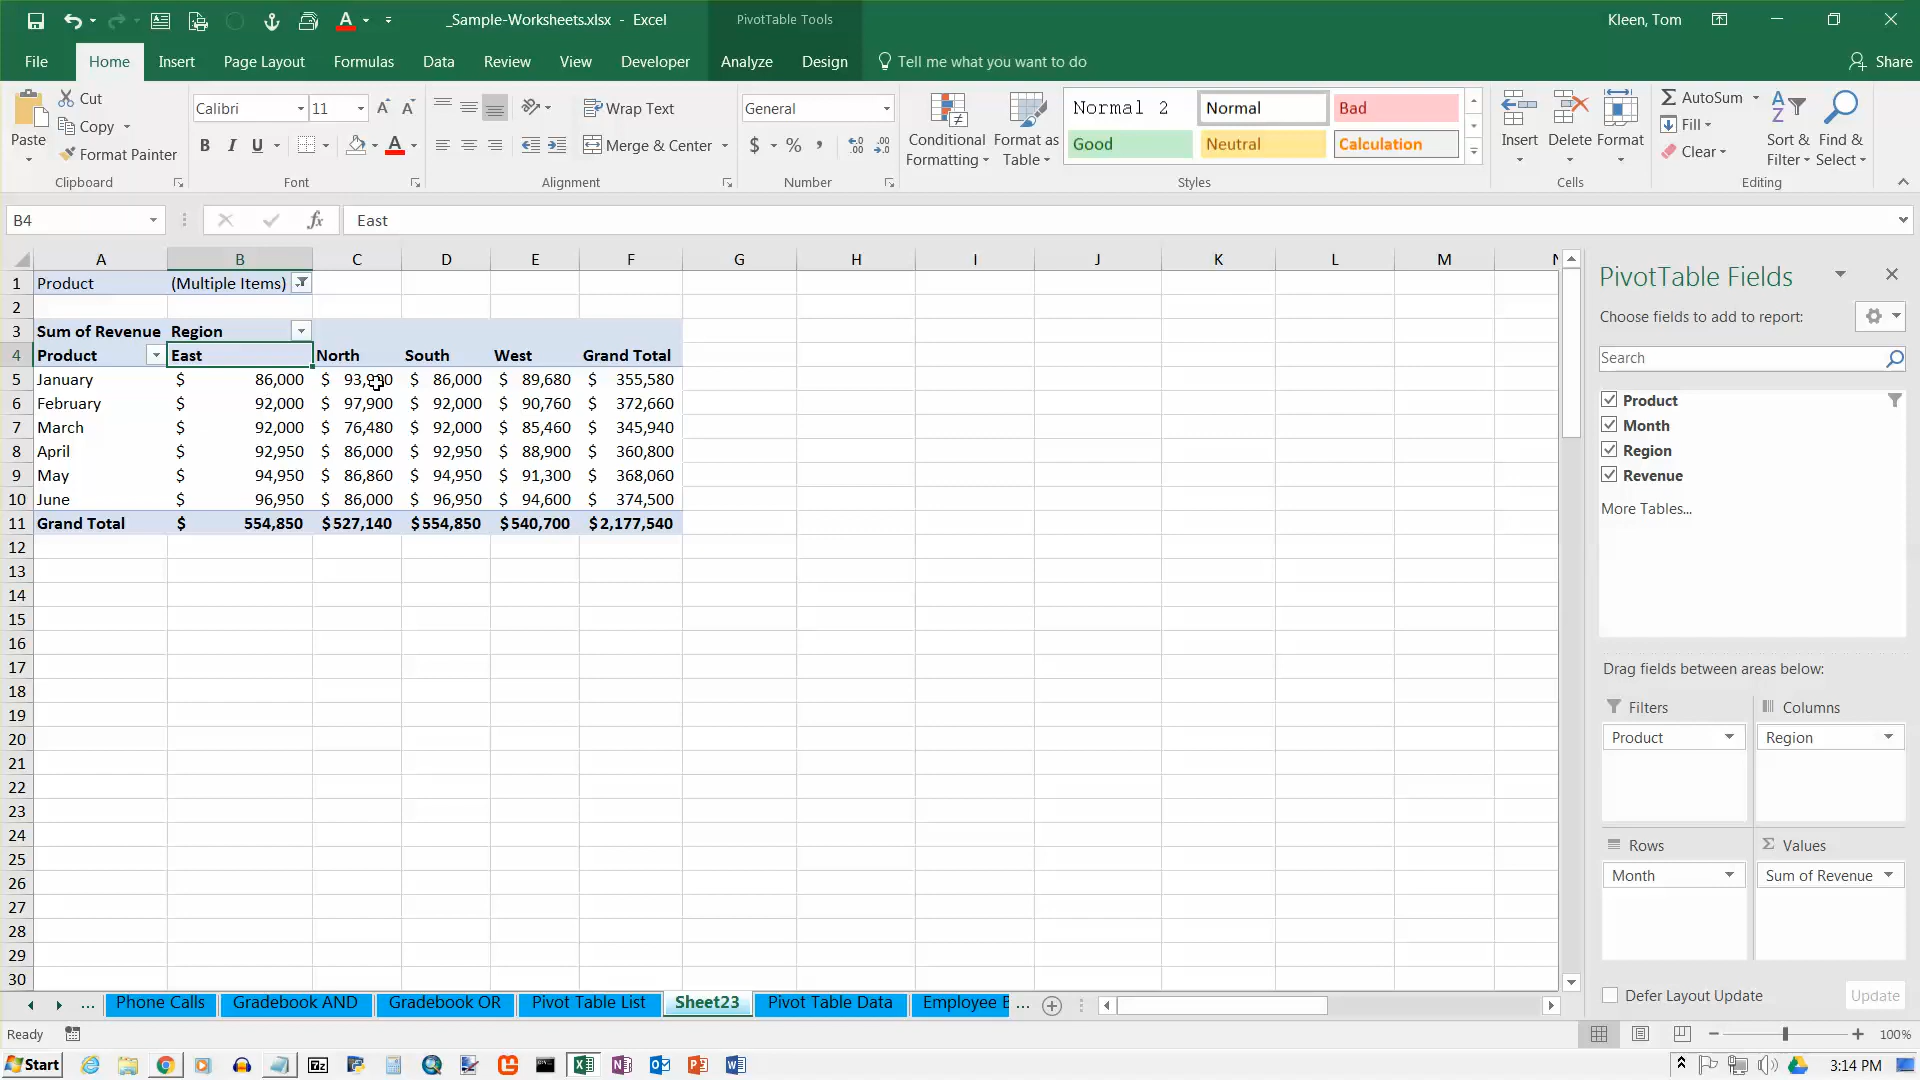 _Sample-Worksheets.xlsx - Excel
PivotTable Tools
Kleen, Tom
File Home Insert Page Layout Formulas Data Review View Developer Analyze Design Tell me what you want to do Share
Paste
Cut
Copy
Format Painter
Clipboard
Calibri 11
B I U
Font
Wrap Text
Merge & Center
Alignment
General
$ % ,
Number
Conditional Formatting
Format as Table
Normal 2 Normal Bad
Good Neutral Calculation
Styles
Insert Delete Format
Cells
AutoSum
Fill
Clear
Sort & Filter
Find & Select
Editing
B4 fx East
A B C D E F G H I J K L M N
1 Product (Multiple Items)
2
3 Sum of Revenue Region
4 Product East North South West Grand Total
5 January $ 86,000 $ $ 86,000 $ 89,680 $ 355,580
6 February $ 92,000 $ 97,900 $ 92,000 $ 90,760 $ 372,660
7 March $ 92,000 $ 76,480 $ 92,000 $ 85,460 $ 345,940
8 April $ 92,950 $ 86,000 $ 92,950 $ 88,900 $ 360,800
9 May $ 94,950 $ 86,860 $ 94,950 $ 91,300 $ 368,060
10 June $ 96,950 $ 86,000 $ 96,950 $ 94,600 $ 374,500
11 Grand Total $ 554,850 $527,140 $554,850 $540,700 $2,177,540
12
13
14
15
16
17
18
19
20
21
22
23
24
25
26
27
28
29
30
PivotTable Fields
Choose fields to add to report:
Search
Product
Month
Region
Revenue
More Tables...
Drag fields between areas below:
Filters Columns
Product Region
Rows Values
Month Sum of Revenue
Defer Layout Update Update
... Phone Calls Gradebook AND Gradebook OR Pivot Table List Sheet23 Pivot Table Data Employee E ...
Ready 100%
Start 3:14 PM